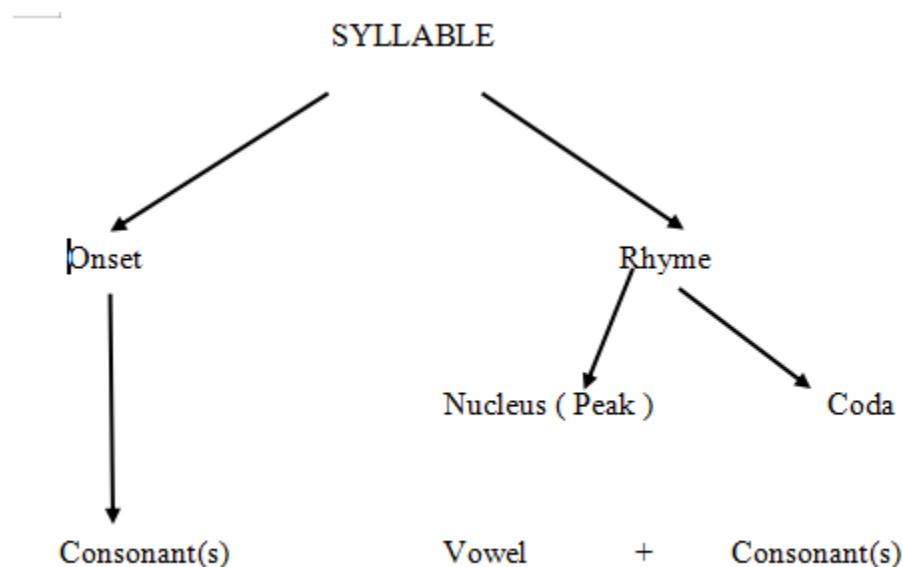 SYLLABLE
Onset Rhyme
Nucleus ( Peak ) Coda
Consonant(s) Vowel + Consonant(s)